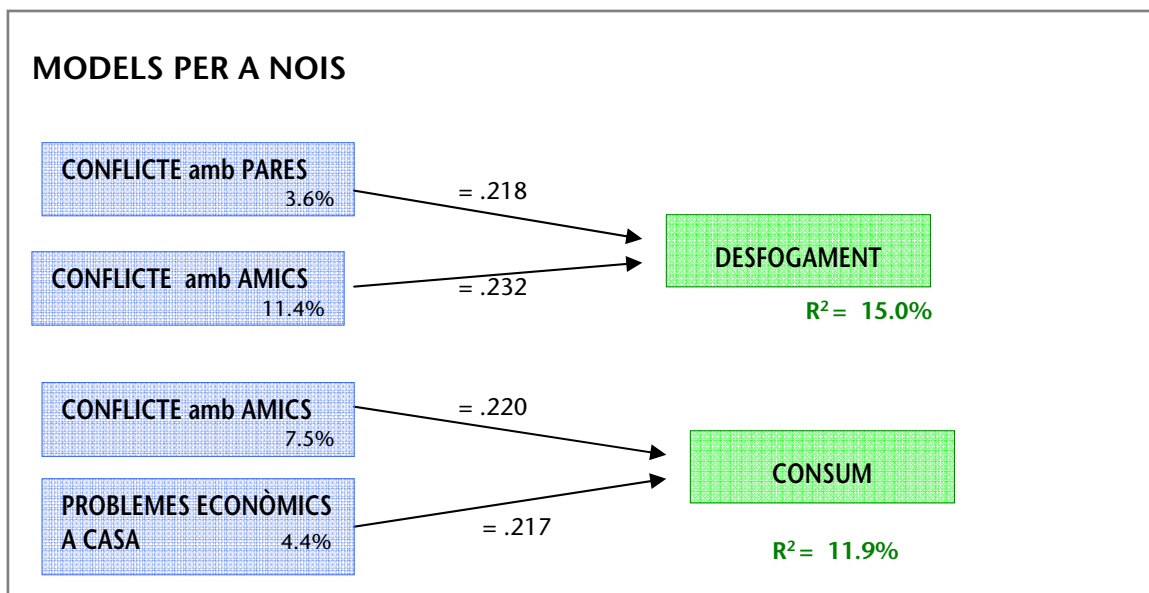 MODELS PER A NOIS
CONFLICTE amb PARES
3.6%
= .218
CONFLICTE amb AMICS
11.4%
= .232
DESFOGAMENT
R² = 15.0%
CONFLICTE amb AMICS
7.5%
= .220
PROBLEMES ECONÒMICS
A CASA 4.4%
= .217
CONSUM
R² = 11.9%